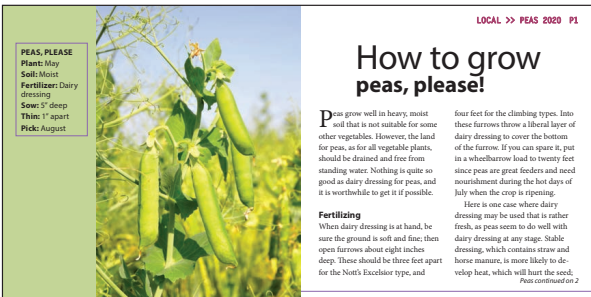 LOCAL >> PEAS 2020 P1
PEAS, PLEASE
Plant: May
Soil: Moist
Fertilizer: Dairy
dressing
Sow: 5" deep
Thin: 1" apart
Pick: August
How to grow
peas, please!
Peas grow well in heavy, moist
soil that is not suitable for some
other vegetables. However, the land
for peas, as for all vegetable plants,
should be drained and free from
standing water. Nothing is quite so
good as dairy dressing for peas, and
it is worthwhile to get it if possible.
Fertilizing
When dairy dressing is at hand, be
sure the ground is soft and fine; then
open furrows about eight inches
deep. These should be three feet apart
for the Nott's Excelsior type, and
four feet for the climbing types. Into
these furrows throw a liberal layer of
dairy dressing to cover the bottom
of the furrow. If you can spare it, put
in a wheelbarrow load to twenty feet
since peas are great feeders and need
nourishment during the hot days of
July when the crop is ripening.
Here is one case where dairy
dressing may be used that is rather
fresh, as peas seem to do well with
dairy dressing at any stage. Stable
dressing, which contains straw and
horse manure, is more likely to de-
velop heat, which will hurt the seed;
Peas continued on 2